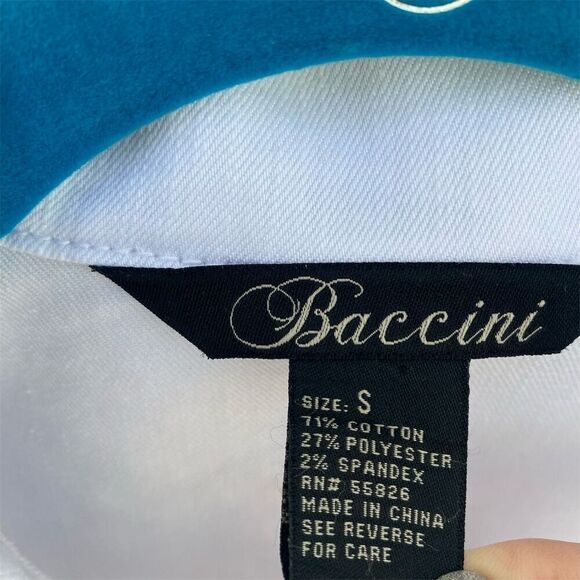 Baccini
SIZE: S
71% COTTON
27% POLYESTER
2% SPANDEX
RN# 55826
MADE IN CHINA
SEE REVERSE
FOR CARE